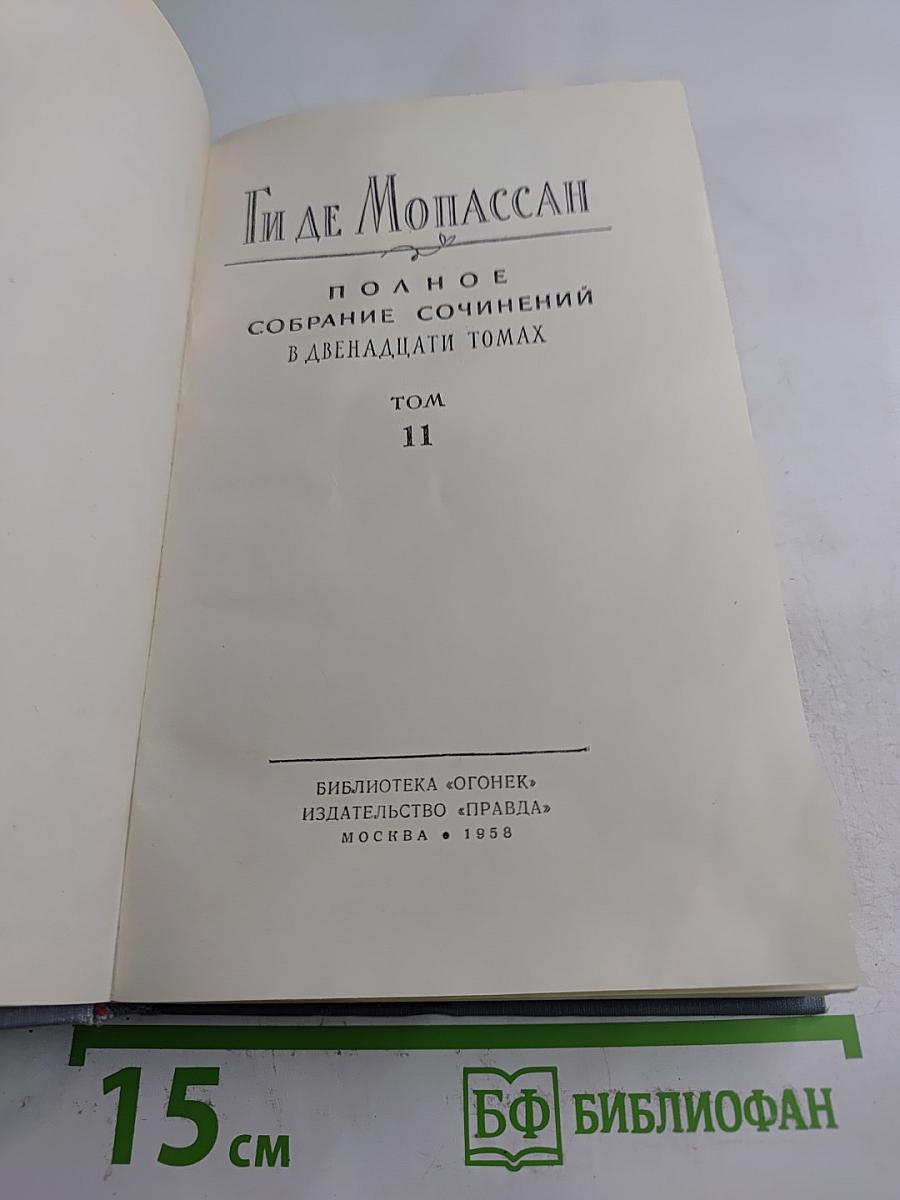 Ги де Мопассан
ПОЛНОЕ
СОБРАНИЕ СОЧИНЕНИЙ
В ДВЕНАДЦАТИ ТОМАХ
ТОМ
11
БИБЛИОТЕКА «ОГОНЕК»
ИЗДАТЕЛЬСТВО «ПРАВДА»
МОСКВА • 1958
15 см
БФ БИБЛИОФАН